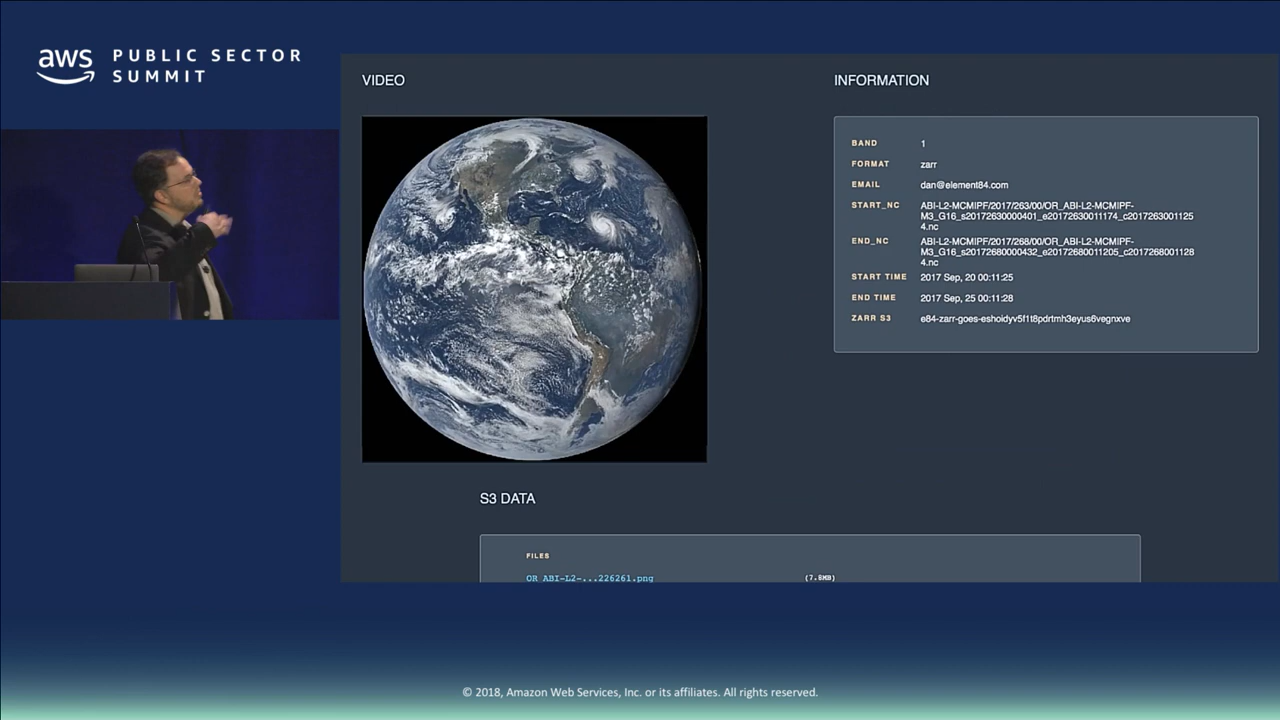 aws
PUBLIC SECTOR
SUMMIT
VIDEO
INFORMATION
BAND 1
FORMAT zarr
EMAIL dan@element84.com
START_NC ABI-L2-MCMIPF/2017/263/00/OR_ABI-L2-MCMIPF-
M3_G16_s20172630000401_e20172630011174_c2017263001125
4.nc
END_NC ABI-L2-MCMIPF/2017/268/00/OR_ABI-L2-MCMIPF-
M3_G16_s20172680000432_e20172680011205_c2017268001128
4.nc
START TIME 2017 Sep, 20 00:11:25
END TIME 2017 Sep, 25 00:11:28
ZARR S3 e84-zarr-goes-eshoidyv5f1t8pdrtmh3eyus6vegnxve
S3 DATA
FILES
OR ABI-L2-...226261.png (7.8MB)
© 2018, Amazon Web Services, Inc. or its affiliates. All rights reserved.